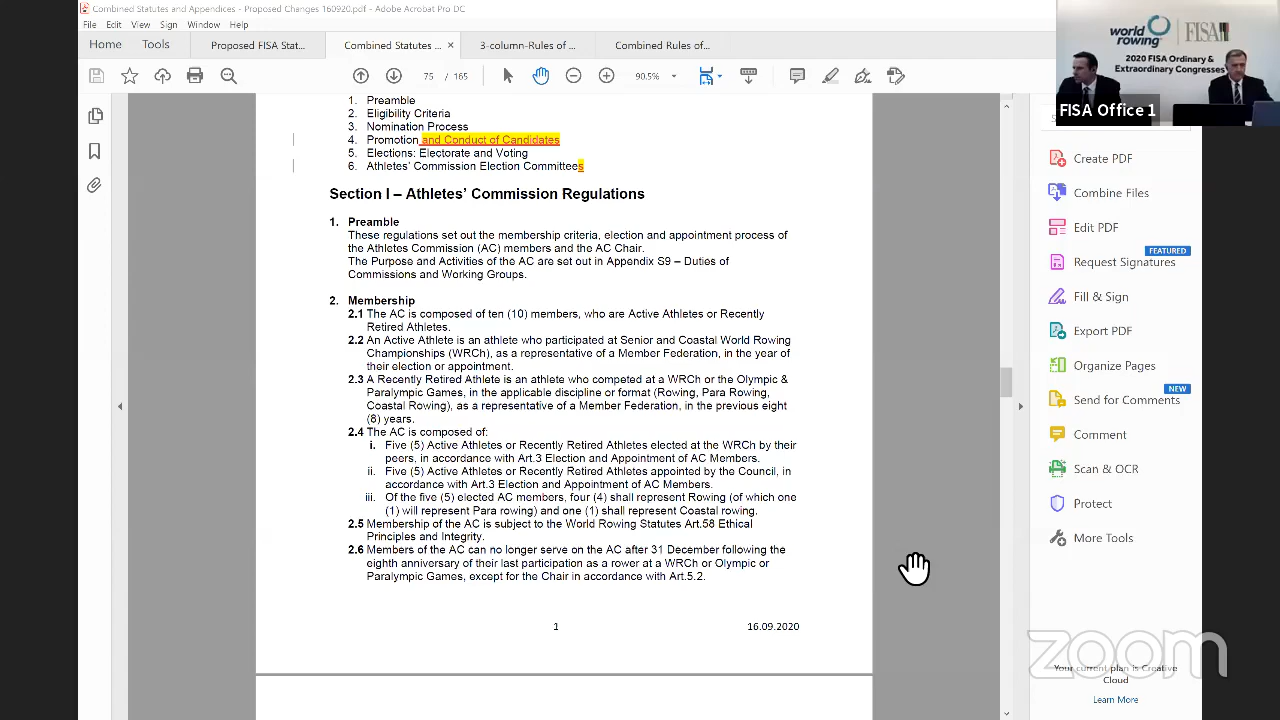 Combined Statutes and Appendices - Proposed Changes 160920.pdf - Adobe Acrobat Pro DC
File Edit View Sign Window Help
Home Tools Proposed FISA Stat... Combined Statutes ... × 3-column-Rules of ... Combined Rules of...
75 / 165 90.5%
world rowing FISA
2020 FISA Ordinary &
Extraordinary Congresses
FISA Office 1
1. Preamble
2. Eligibility Criteria
3. Nomination Process
4. Promotion and Conduct of Candidates
5. Elections: Electorate and Voting
6. Athletes' Commission Election Committees
Section I – Athletes' Commission Regulations
1. Preamble
These regulations set out the membership criteria, election and appointment process of
the Athletes Commission (AC) members and the AC Chair.
The Purpose and Activities of the AC are set out in Appendix S9 – Duties of
Commissions and Working Groups.
2. Membership
2.1 The AC is composed of ten (10) members, who are Active Athletes or Recently
Retired Athletes.
2.2 An Active Athlete is an athlete who participated at Senior and Coastal World Rowing
Championships (WRCh), as a representative of a Member Federation, in the year of
their election or appointment.
2.3 A Recently Retired Athlete is an athlete who competed at a WRCh or the Olympic &
Paralympic Games, in the applicable discipline or format (Rowing, Para Rowing,
Coastal Rowing), as a representative of a Member Federation, in the previous eight
(8) years.
2.4 The AC is composed of:
i. Five (5) Active Athletes or Recently Retired Athletes elected at the WRCh by their
peers, in accordance with Art.3 Election and Appointment of AC Members.
ii. Five (5) Active Athletes or Recently Retired Athletes appointed by the Council, in
accordance with Art.3 Election and Appointment of AC Members.
iii. Of the five (5) elected AC members, four (4) shall represent Rowing (of which one
(1) will represent Para rowing) and one (1) shall represent Coastal rowing.
2.5 Membership of the AC is subject to the World Rowing Statutes Art.58 Ethical
Principles and Integrity.
2.6 Members of the AC can no longer serve on the AC after 31 December following the
eighth anniversary of their last participation as a rower at a WRCh or Olympic or
Paralympic Games, except for the Chair in accordance with Art.5.2.
1 16.09.2020
Create PDF
Combine Files
Edit PDF
FEATURED
Request Signatures
Fill & Sign
Export PDF
Organize Pages
NEW
Send for Comments
Comment
Scan & OCR
Protect
More Tools
zoom
Your current plan is Creative
Cloud
Learn More